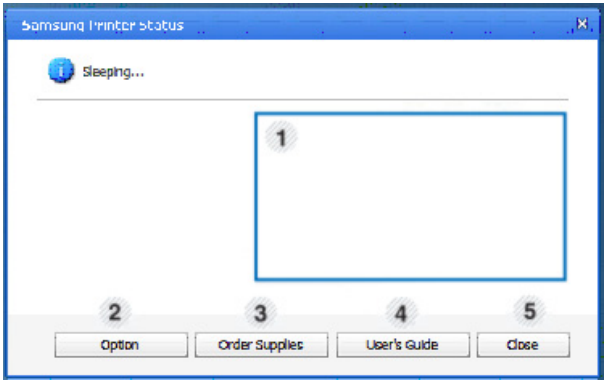 Samsung Printer Status
Sleeping...
1
2 3 4 5
Option Order Supplies User's Guide Close